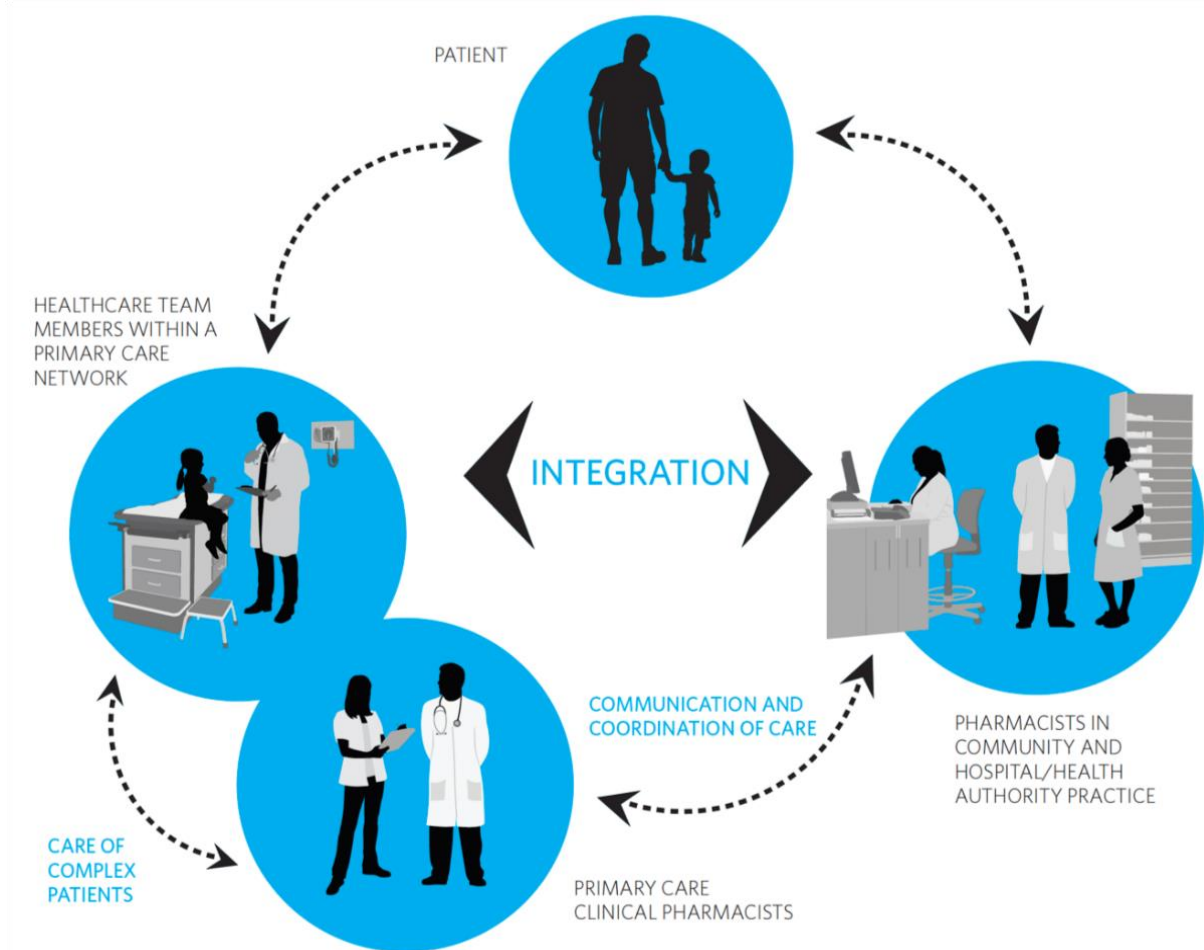 PATIENT
HEALTHCARE TEAM
MEMBERS WITHIN A
PRIMARY CARE
NETWORK
INTEGRATION
COMMUNICATION AND
COORDINATION OF CARE
PHARMACISTS IN
COMMUNITY AND
HOSPITAL/HEALTH
AUTHORITY PRACTICE
CARE OF
COMPLEX
PATIENTS
PRIMARY CARE
CLINICAL PHARMACISTS